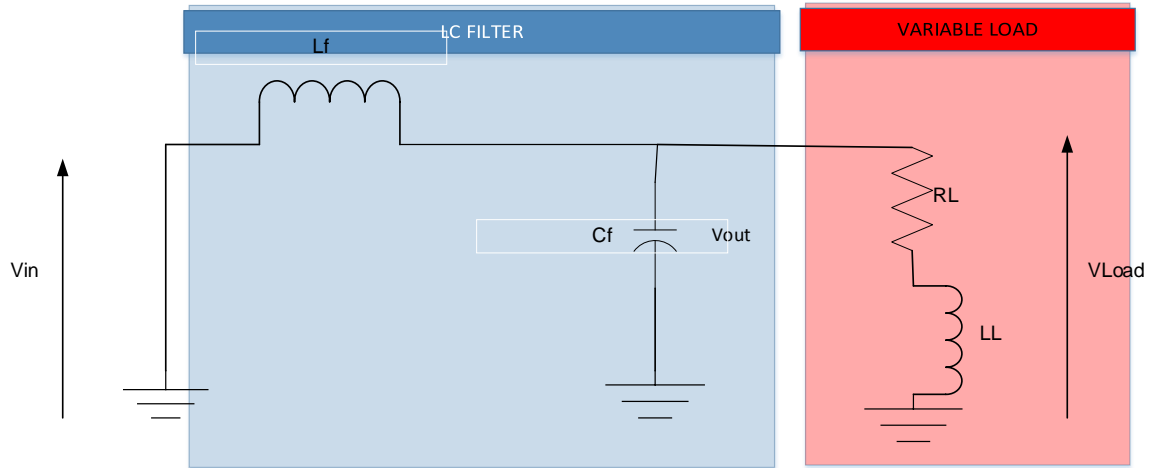 LC FILTER
VARIABLE LOAD
Lf
RL
Cf
Vout
Vin
VLoad
LL